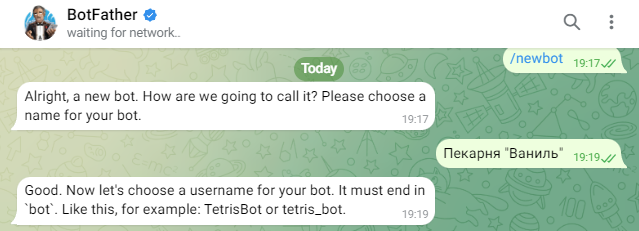 BotFather
waiting for network..
Today
/newbot 19:17
Alright, a new bot. How are we going to call it? Please choose a
name for your bot. 19:17
Пекарня "Ваниль" 19:19
Good. Now let's choose a username for your bot. It must end in
`bot`. Like this, for example: TetrisBot or tetris_bot. 19:19